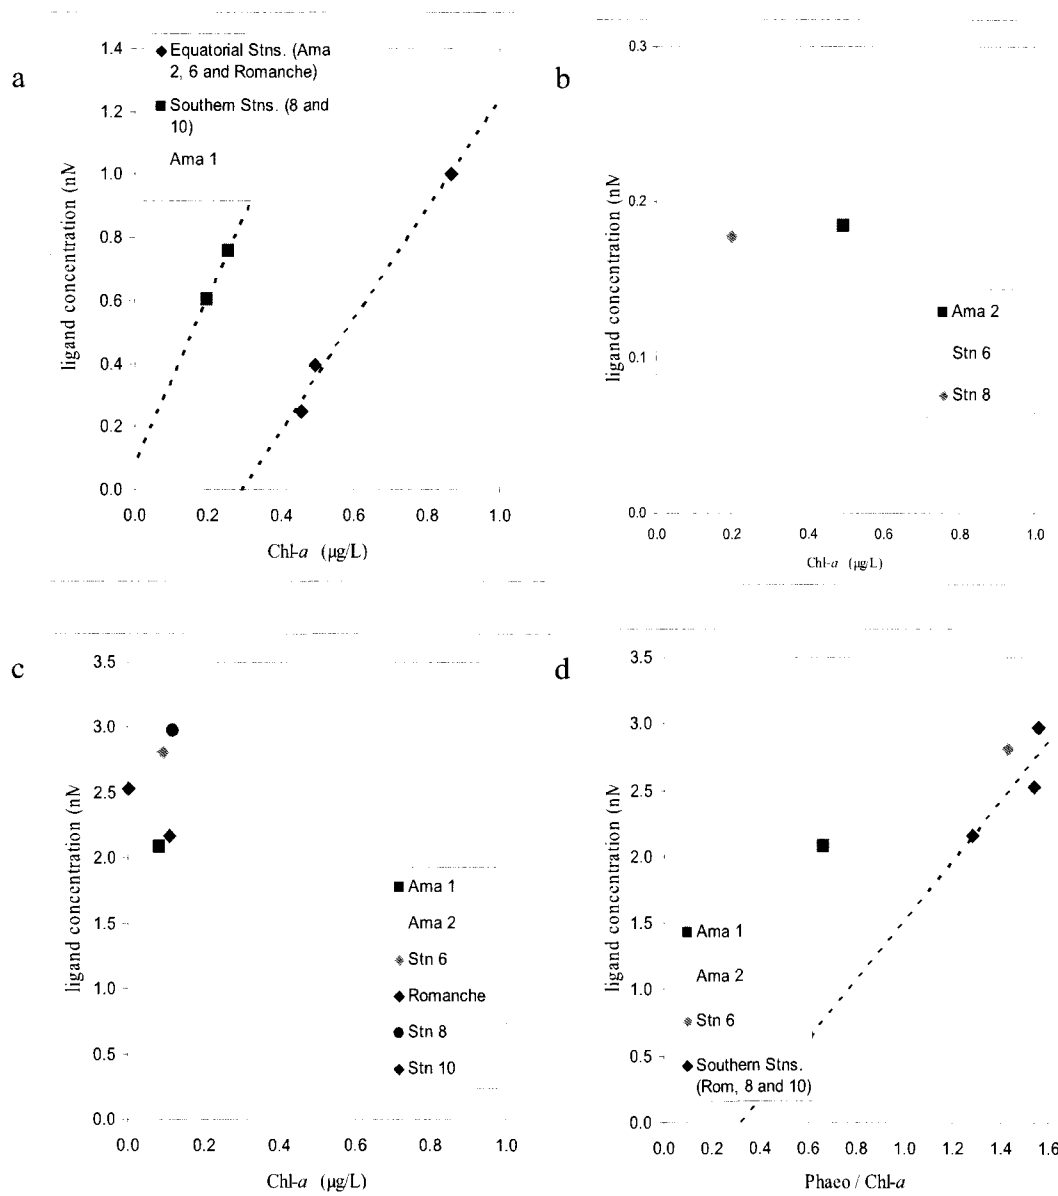 a
ligand concentration (nM
1.4
1.2
1.0
0.8
0.6
0.4
0.2
0.0
0.0 0.2 0.4 0.6 0.8 1.0
Chl-a (µg/L)
Equatorial Stns. (Ama
2, 6 and Romanche)
Southern Stns. (8 and
10)
Ama 1
b
ligand concentration (nM
0.3
0.2
0.1
0.0
0.0 0.2 0.4 0.6 0.8 1.0
Chl-a (µg/L)
Ama 2
Stn 6
Stn 8
c
ligand concentration (nM
3.5
3.0
2.5
2.0
1.5
1.0
0.5
0.0
0.0 0.2 0.4 0.6 0.8 1.0
Chl-a (µg/L)
Ama 1
Ama 2
Stn 6
Romanche
Stn 8
Stn 10
d
ligand concentration (nM
3.5
3.0
2.5
2.0
1.5
1.0
0.5
0.0
0.0 0.2 0.4 0.6 0.8 1.0 1.2 1.4 1.6
Phaeo / Chl-a
Ama 1
Ama 2
Stn 6
Southern Stns.
(Rom, 8 and 10)